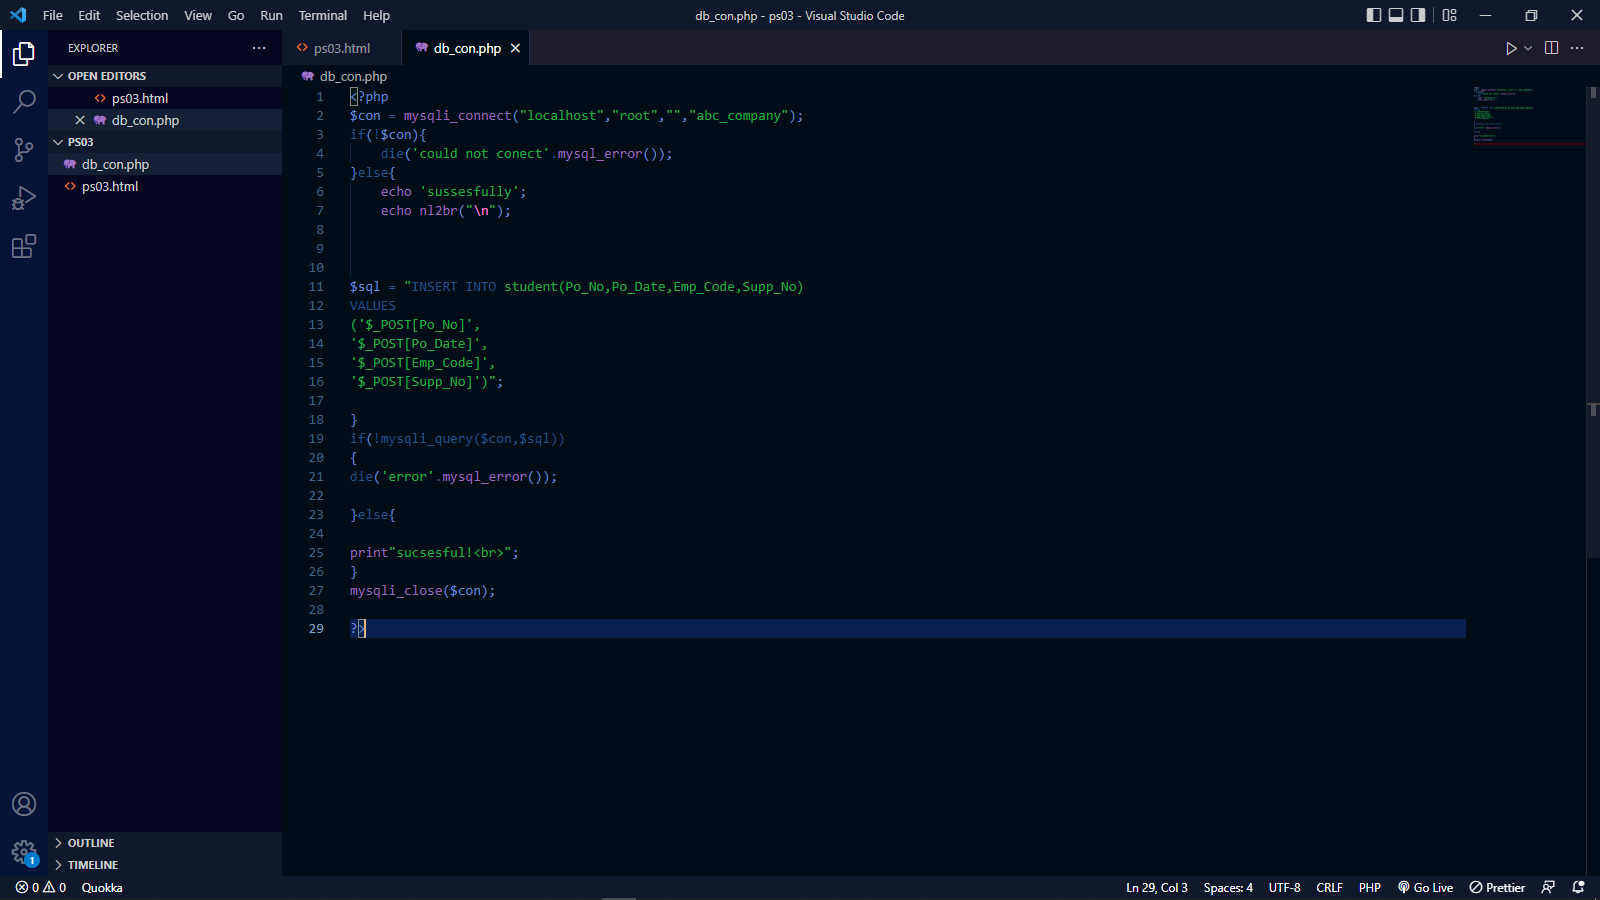 File Edit Selection View Go Run Terminal Help
db_con.php - ps03 - Visual Studio Code
EXPLORER
OPEN EDITORS
ps03.html
db_con.php
PS03
db_con.php
ps03.html
OUTLINE
TIMELINE
ps03.html
db_con.php
db_con.php
1 <?php
2 $con = mysqli_connect("localhost","root","","abc_company");
3 if(!$con){
4 die('could not conect'.mysql_error());
5 }else{
6 echo 'sussesfully';
7 echo nl2br("\n");
8
9
10
11 $sql = "INSERT INTO student(Po_No,Po_Date,Emp_Code,Supp_No)
12 VALUES
13 ('$_POST[Po_No]',
14 '$_POST[Po_Date]',
15 '$_POST[Emp_Code]',
16 '$_POST[Supp_No]')";
17
18 }
19 if(!mysqli_query($con,$sql))
20 {
21 die('error'.mysql_error());
22
23 }else{
24
25 print"sucsesful!<br>";
26 }
27 mysqli_close($con);
28
29 ?>
1
0 0 Quokka
Ln 29, Col 3 Spaces: 4 UTF-8 CRLF PHP Go Live Prettier